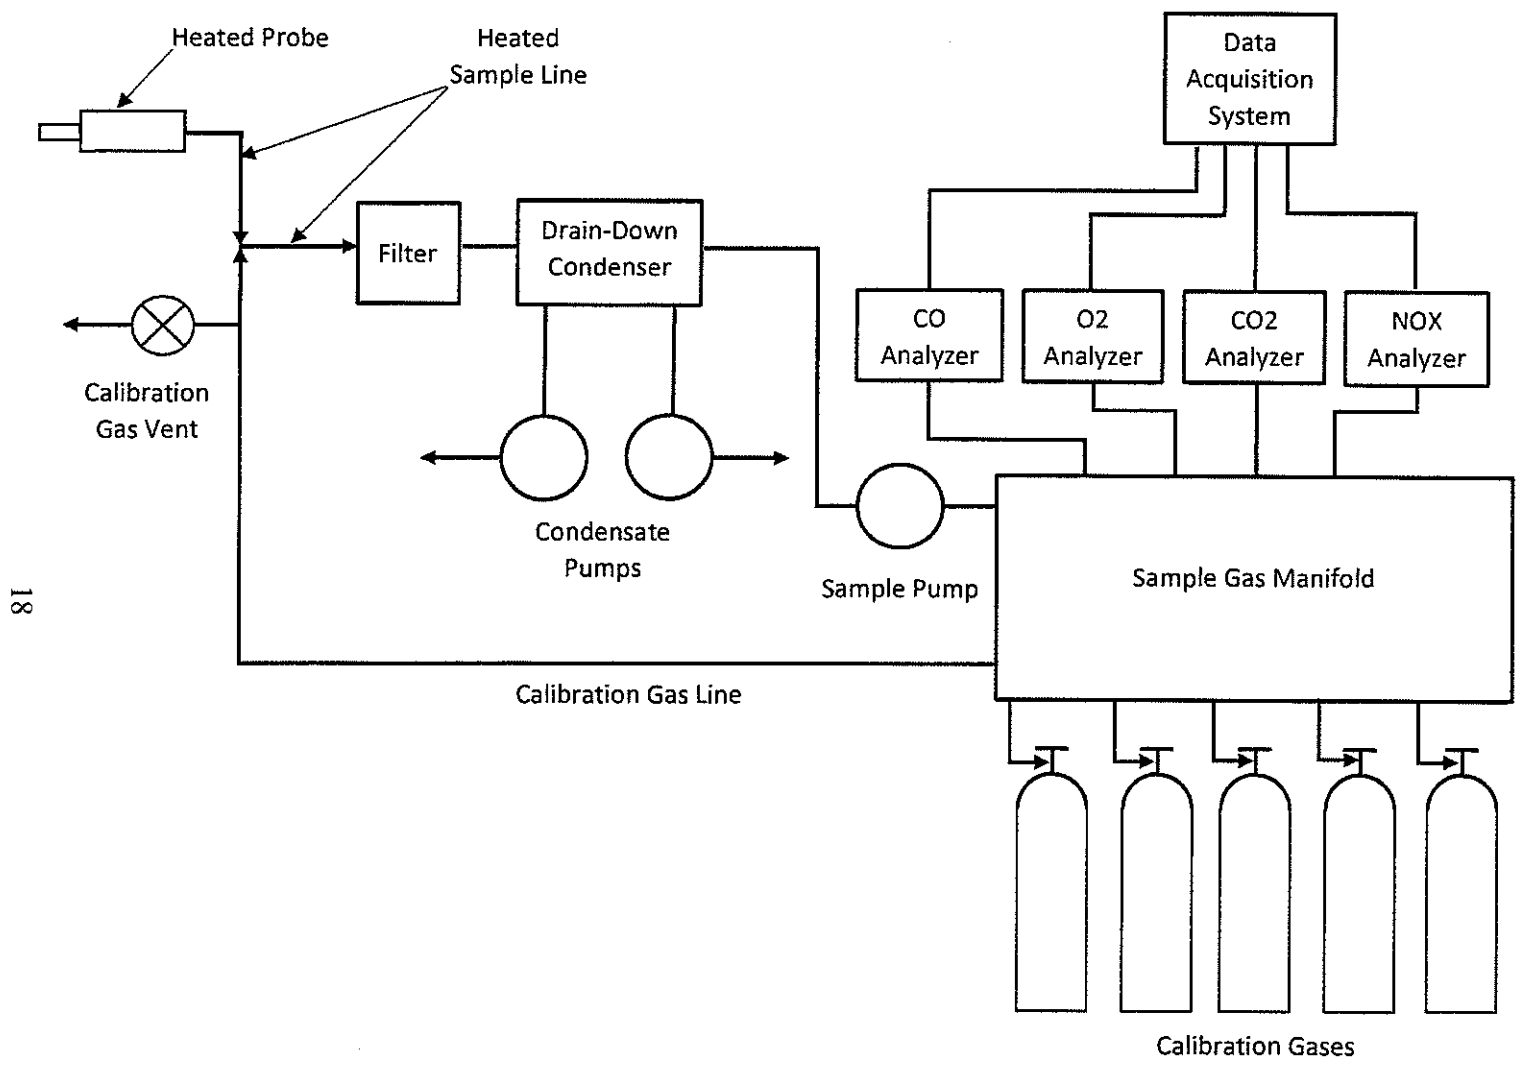 Heated Probe
Heated
Sample Line
Data
Acquisition
System
Filter
Drain-Down
Condenser
CO
Analyzer
O2
Analyzer
CO2
Analyzer
NOX
Analyzer
Calibration
Gas Vent
Condensate
Pumps
Sample Pump
Sample Gas Manifold
18
Calibration Gas Line
Calibration Gases